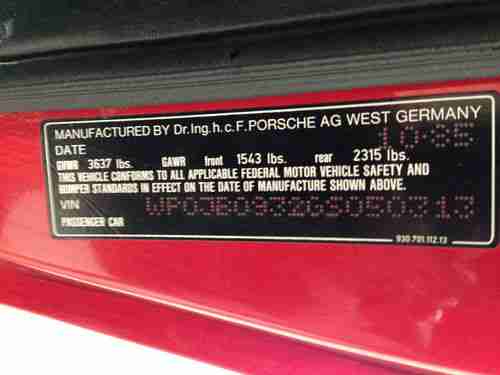 MANUFACTURED BY Dr.Ing.h.c.F.PORSCHE AG WEST GERMANY
DATE 10-85
GVWR 3637 lbs. GAWR front 1543 lbs. rear 2315 lbs.
THIS VEHICLE CONFORMS TO ALL APPLICABLE FEDERAL MOTOR VEHICLE SAFETY AND
BUMPER STANDARDS IN EFFECT ON THE DATE OF MANUFACTURE SHOWN ABOVE.
VIN WP0JB0932GS050313
PASSENGER CAR
930.701.112.13